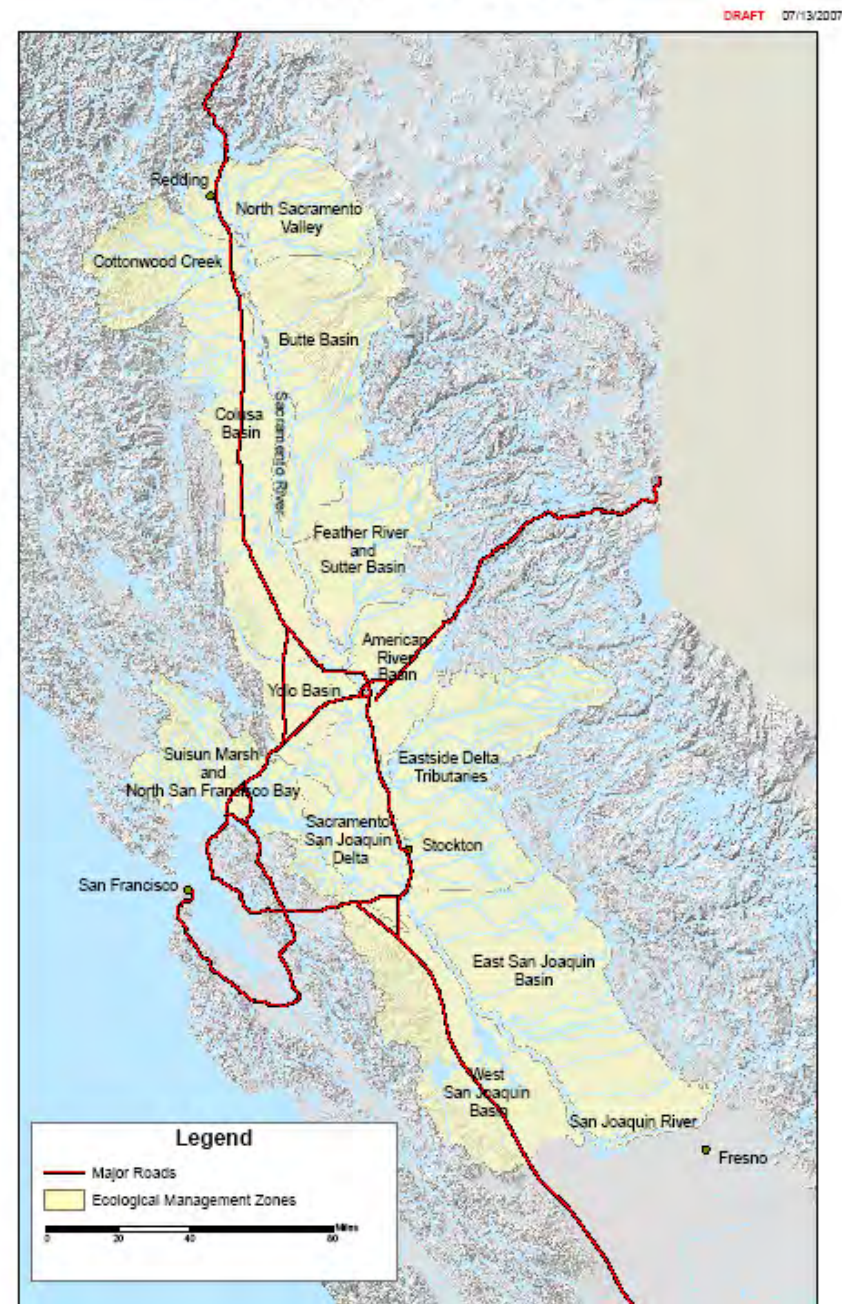 DRAFT 07/13/2007
Redding
North Sacramento
Valley
Cottonwood Creek
Butte Basin
Colusa
Basin
Sacramento River
Feather River
and
Sutter Basin
American
River
Basin
Yolo Basin
Suisun Marsh
and
North San Francisco Bay
Eastside Delta
Tributaries
Sacramento
San Joaquin
Delta
Stockton
San Francisco
East San Joaquin
Basin
West
San Joaquin
Basin
San Joaquin River
Fresno
Legend
Major Roads
Ecological Management Zones
Miles
0 20 40 80